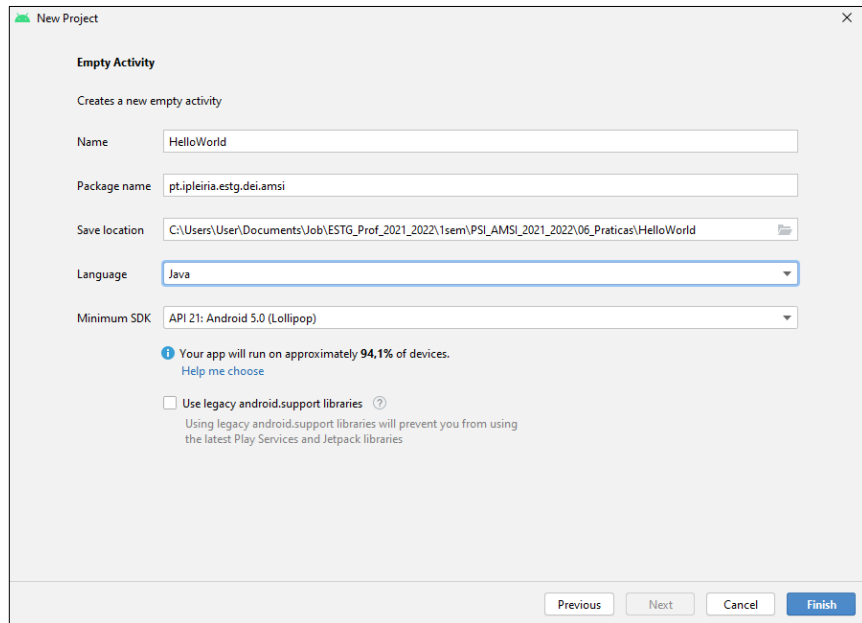 New Project
Empty Activity
Creates a new empty activity
Name
HelloWorld
Package name
pt.ipleiria.estg.dei.amsi
Save location
C:\Users\User\Documents\Job\ESTG_Prof_2021_2022\1sem\PSI_AMSI_2021_2022\06_Praticas\HelloWorld
Language
Java
Minimum SDK
API 21: Android 5.0 (Lollipop)
Your app will run on approximately 94,1% of devices.
Help me choose
Use legacy android.support libraries
Using legacy android.support libraries will prevent you from using
the latest Play Services and Jetpack libraries
Previous
Next
Cancel
Finish